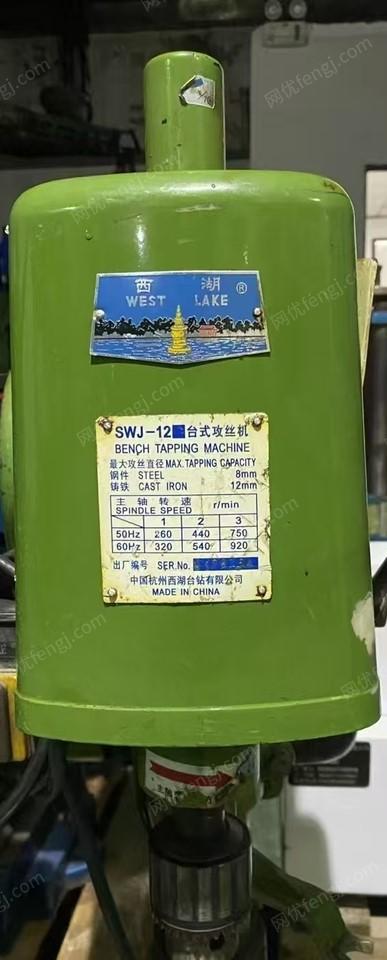 西 湖 ®
WEST LAKE
SWJ-12 台式攻丝机
BENCH TAPPING MACHINE
最大攻丝直径 MAX.TAPPING CAPACITY
钢件 STEEL 8mm
铸铁 CAST IRON 12mm
主轴转速 r/min
SPINDLE SPEED
1 2 3
50Hz 260 440 750
60Hz 320 540 920
出厂编号 SER.No.
中国杭州西湖台钻有限公司
MADE IN CHINA
网优fengj.com